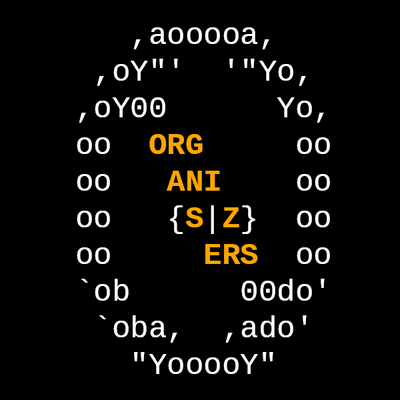 ,aooooa,
,oY"'  '"Yo,
,oY00      Yo,
oo  ORG     oo
oo   ANI    oo
oo   {S|Z}  oo
oo     ERS  oo
`ob      00do'
`oba,  ,ado'
"YooooY"